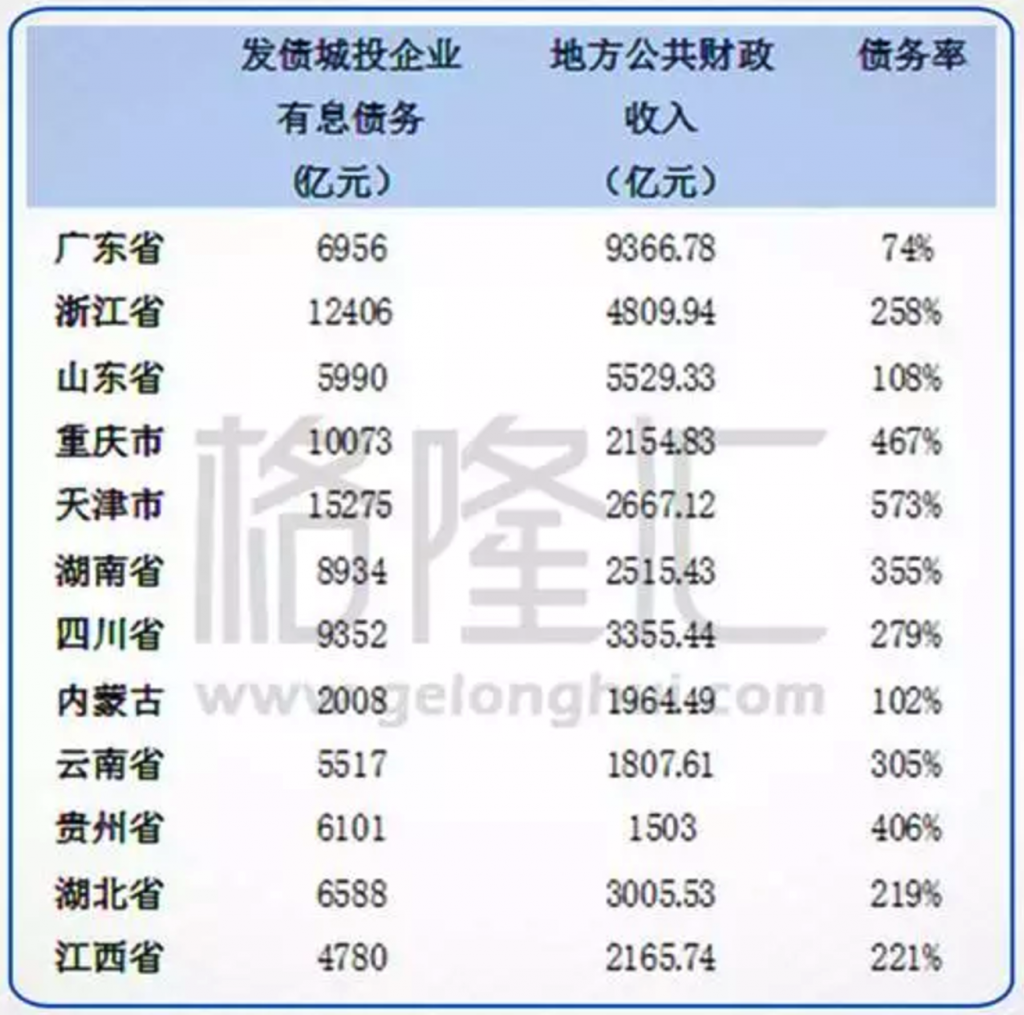 发债城投企业 地方公共财政 债务率
有息债务 收入
(亿元） （亿元）
广东省 6956 9366.78 74%
浙江省 12406 4809.94 258%
山东省 5990 5529.33 108%
重庆市 10073 2154.83 467%
天津市 15275 2667.12 573%
湖南省 8934 2515.43 355%
四川省 9352 3355.44 279%
内蒙古 2008 1964.49 102%
云南省 5517 1807.61 305%
贵州省 6101 1503 406%
湖北省 6588 3005.53 219%
江西省 4780 2165.74 221%
格隆汇
www.gelonghui.com